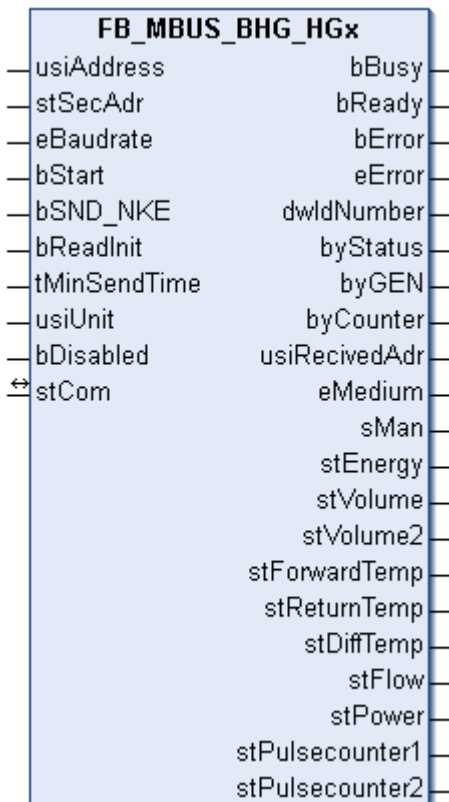 FB_MBUS_BHG_HGx
usiAddress bBusy
stSecAdr bReady
eBaudrate bError
bStart eError
bSND_NKE dwIdNumber
bReadInit byStatus
tMinSendTime byGEN
usiUnit byCounter
bDisabled usiRecivedAdr
stCom eMedium
sMan
stEnergy
stVolume
stVolume2
stForwardTemp
stReturnTemp
stDiffTemp
stFlow
stPower
stPulsecounter1
stPulsecounter2